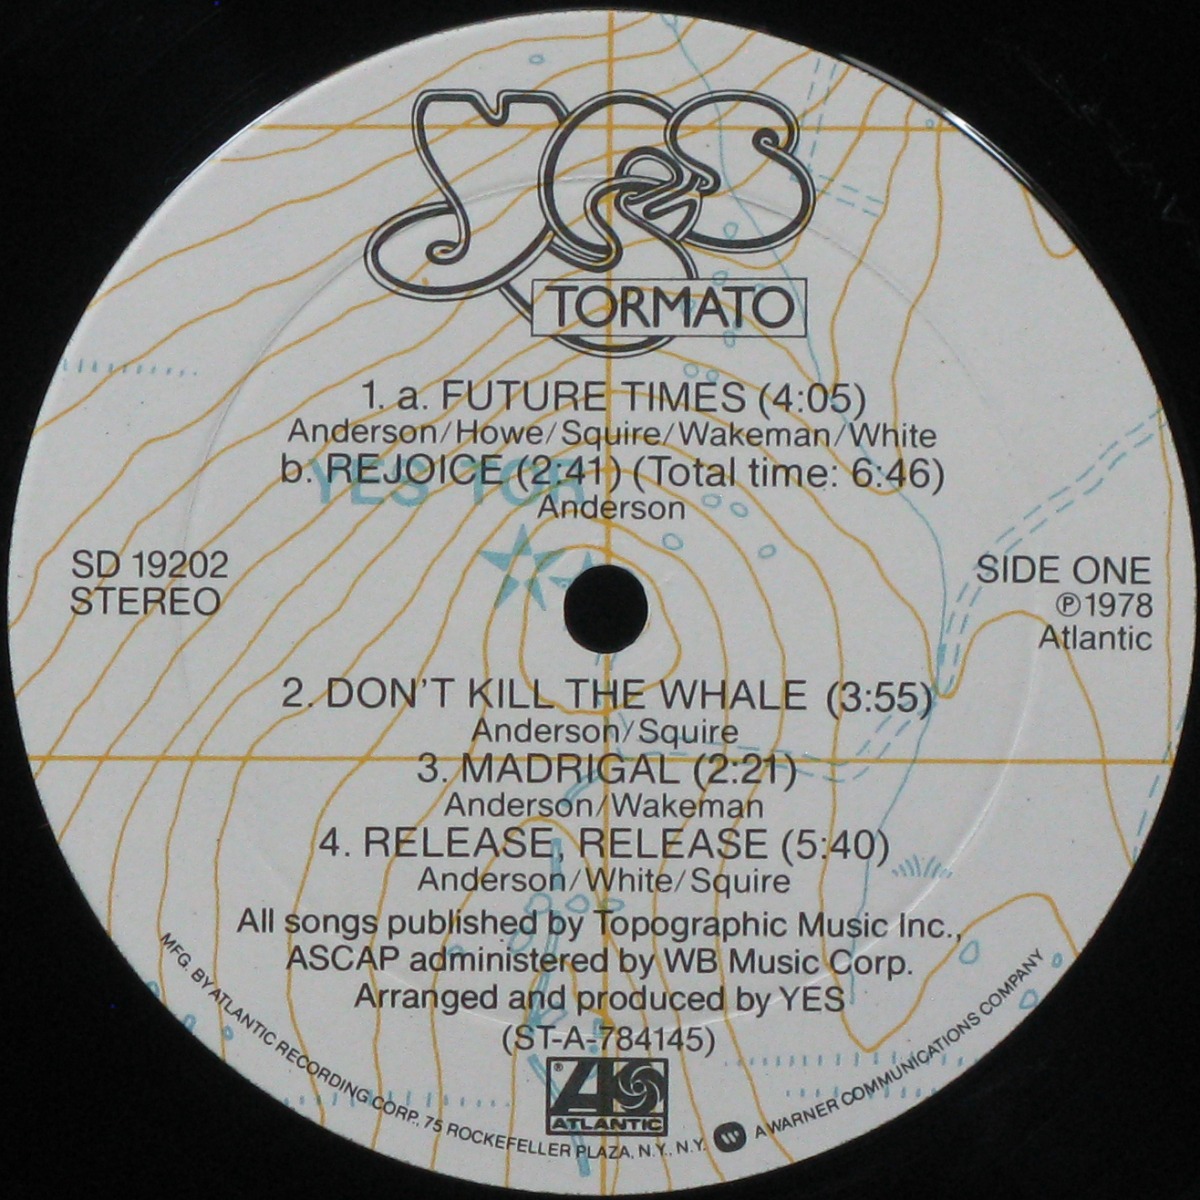 YES
TORMATO
1. a. FUTURE TIMES (4:05)
Anderson/Howe/Squire/Wakeman/White
b. REJOICE (2:41) (Total time: 6:46)
YES TOR
Anderson
SD 19202
STEREO
SIDE ONE
Ⓟ1978
Atlantic
2. DON'T KILL THE WHALE (3:55)
Anderson/Squire
3. MADRIGAL (2:21)
Anderson/Wakeman
4. RELEASE, RELEASE (5:40)
Anderson/White/Squire
All songs published by Topographic Music Inc.,
ASCAP administered by WB Music Corp.
Arranged and produced by YES
(ST-A-784145)
® ATLANTIC
MFG. BY ATLANTIC RECORDING CORP., 75 ROCKEFELLER PLAZA, N.Y., N.Y. W A WARNER COMMUNICATIONS COMPANY